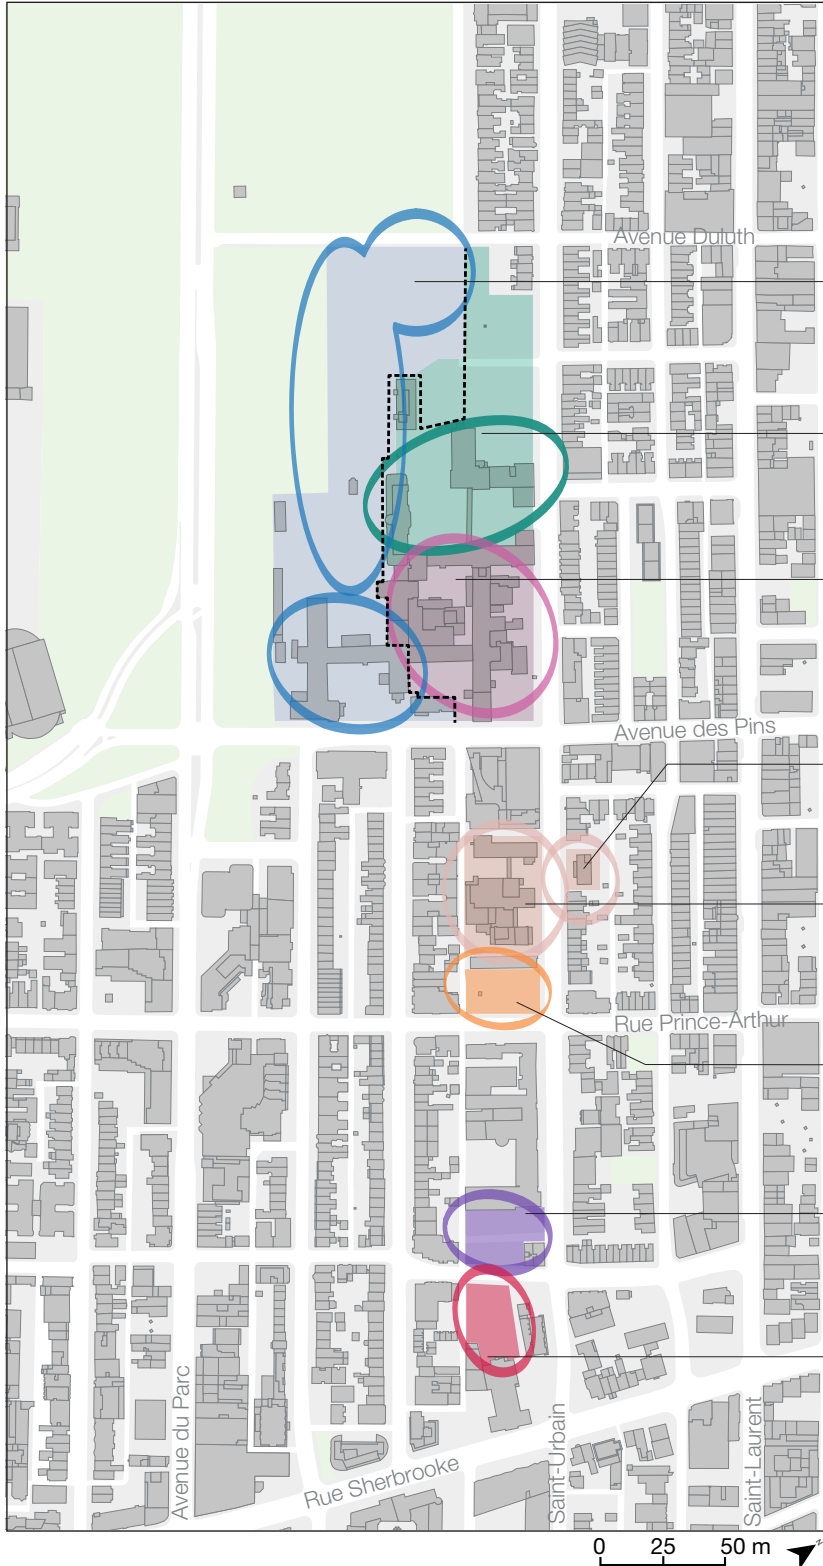 Avenue Duluth
Avenue des Pins
Rue Prince-Arthur
Avenue du Parc
Rue Sherbrooke
Saint-Urbain
Saint-Laurent
0 25 50 m
N